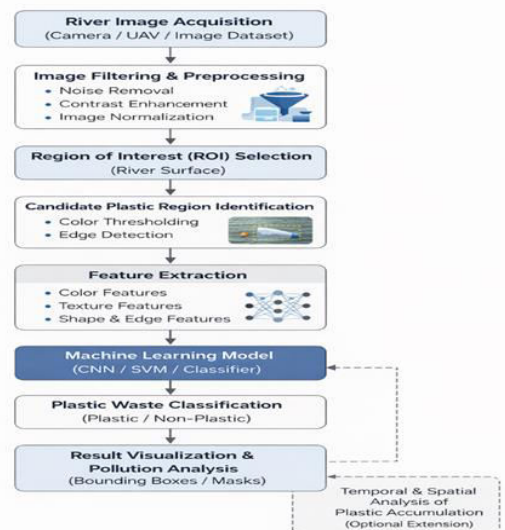 River Image Acquisition
(Camera / UAV / Image Dataset)
Image Filtering & Preprocessing
• Noise Removal
• Contrast Enhancement
• Image Normalization
Region of Interest (ROI) Selection
(River Surface)
Candidate Plastic Region Identification
• Color Thresholding
• Edge Detection
Feature Extraction
• Color Features
• Texture Features
• Shape & Edge Features
Machine Learning Model
(CNN / SVM / Classifier)
Plastic Waste Classification
(Plastic / Non-Plastic)
Result Visualization &
Pollution Analysis
(Bounding Boxes / Masks)
Temporal & Spatial
Analysis of
Plastic Accumulation
(Optional Extension)